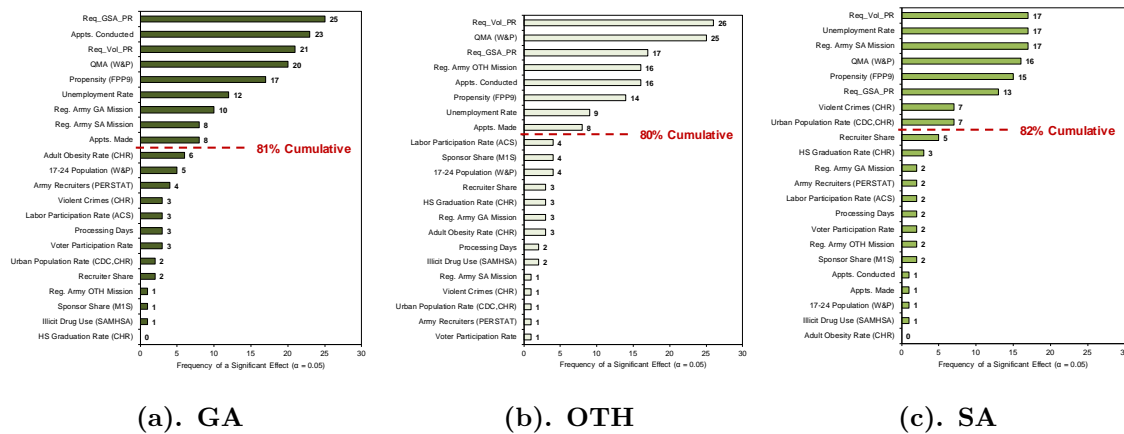 Req_GSA_PR 25
Appts. Conducted 23
Req_Vol_PR 21
QMA (W&P) 20
Propensity (FPP9) 17
Unemployment Rate 12
Reg. Army GA Mission 10
Reg. Army SA Mission 8
Appts. Made 8
81% Cumulative
Adult Obesity Rate (CHR) 6
17-24 Population (W&P) 5
Army Recruiters (PERSTAT) 4
Violent Crimes (CHR) 3
Labor Participation Rate (ACS) 3
Processing Days 3
Voter Participation Rate 3
Urban Population Rate (CDC,CHR) 2
Recruiter Share 2
Reg. Army OTH Mission 1
Sponsor Share (M1S) 1
Illicit Drug Use (SAMHSA) 1
HS Graduation Rate (CHR) 0
0 5 10 15 20 25 30
Frequency of a Significant Effect (α = 0.05)
(a). GA
Req_Vol_PR 26
QMA (W&P) 25
Req_GSA_PR 17
Reg. Army OTH Mission 16
Appts. Conducted 16
Propensity (FPP9) 14
Unemployment Rate 9
Appts. Made 8
80% Cumulative
Labor Participation Rate (ACS) 4
Sponsor Share (M1S) 4
17-24 Population (W&P) 4
Recruiter Share 3
HS Graduation Rate (CHR) 3
Reg. Army GA Mission 3
Adult Obesity Rate (CHR) 3
Processing Days 2
Illicit Drug Use (SAMHSA) 2
Reg. Army SA Mission 1
Violent Crimes (CHR) 1
Urban Population Rate (CDC,CHR) 1
Army Recruiters (PERSTAT) 1
Voter Participation Rate 1
0 5 10 15 20 25 30
Frequency of a Significant Effect (α = 0.05)
(b). OTH
Req_Vol_PR 17
Unemployment Rate 17
Reg. Army SA Mission 17
QMA (W&P) 16
Propensity (FPP9) 15
Req_GSA_PR 13
Violent Crimes (CHR) 7
Urban Population Rate (CDC,CHR) 7
82% Cumulative
Recruiter Share 5
HS Graduation Rate (CHR) 3
Reg. Army GA Mission 2
Army Recruiters (PERSTAT) 2
Labor Participation Rate (ACS) 2
Processing Days 2
Voter Participation Rate 2
Reg. Army OTH Mission 2
Sponsor Share (M1S) 2
Appts. Conducted 1
Appts. Made 1
17-24 Population (W&P) 1
Illicit Drug Use (SAMHSA) 1
Adult Obesity Rate (CHR) 0
0 5 10 15 20 25 30
Frequency of a Significant Effect (α = 0.05)
(c). SA